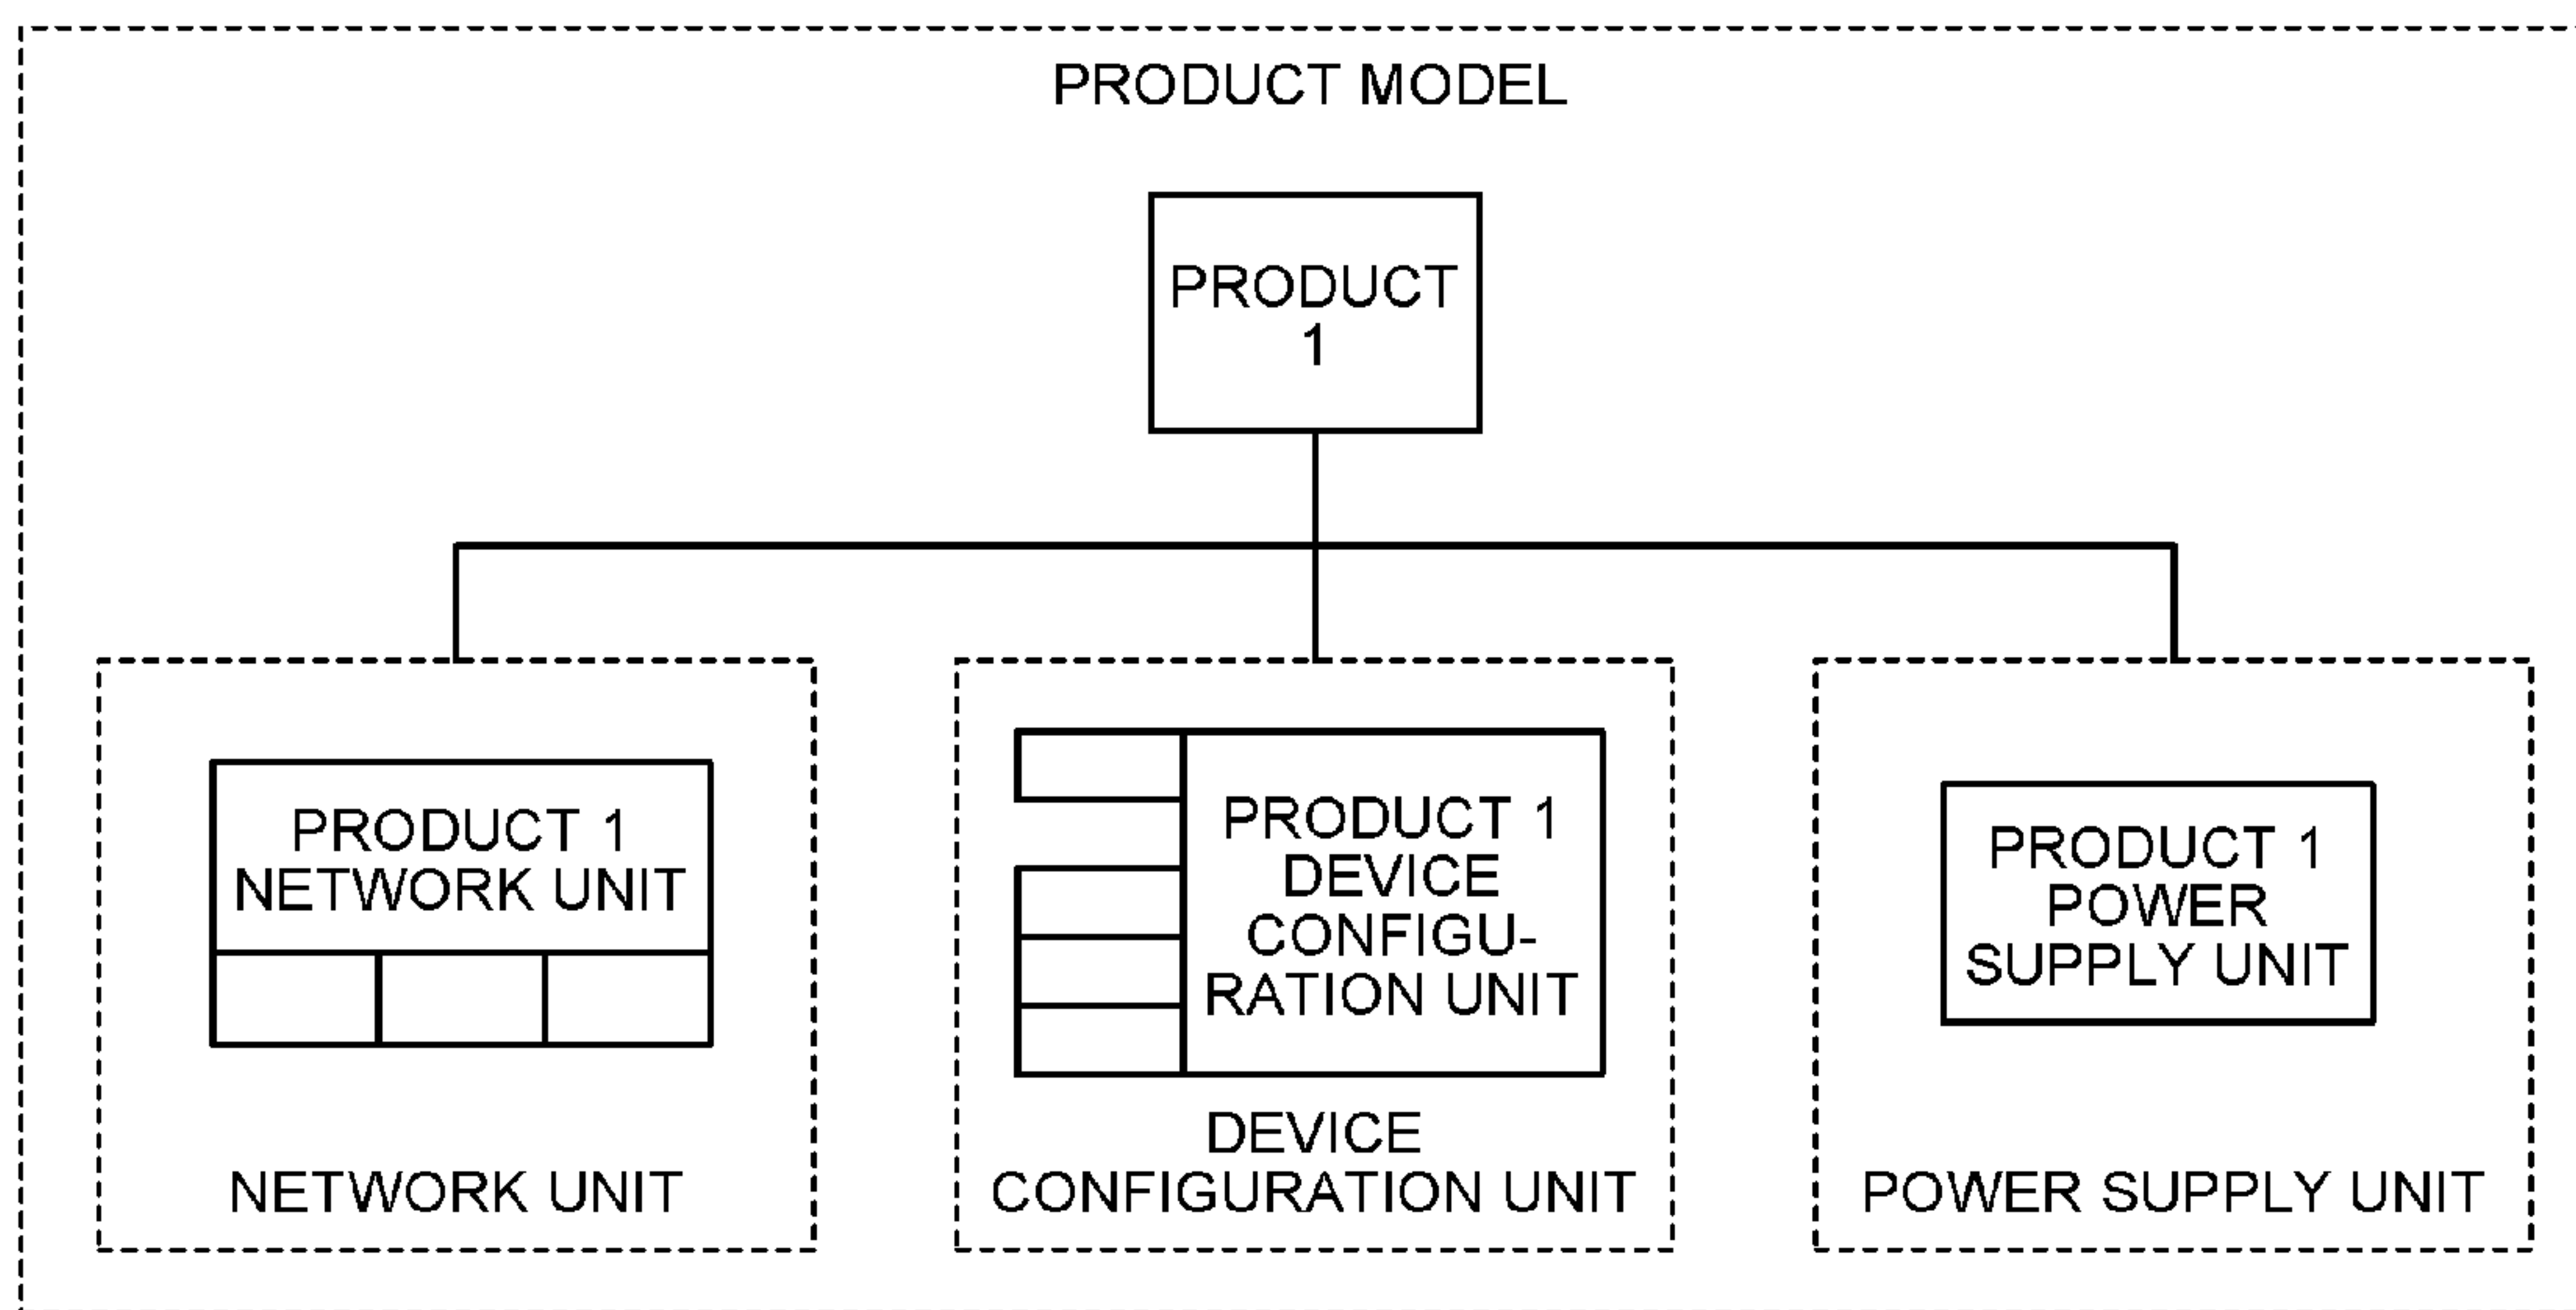 PRODUCT MODEL
PRODUCT
1
PRODUCT 1
NETWORK UNIT
NETWORK UNIT
PRODUCT 1
DEVICE
CONFIGU-
RATION UNIT
DEVICE
CONFIGURATION UNIT
PRODUCT 1
POWER
SUPPLY UNIT
POWER SUPPLY UNIT